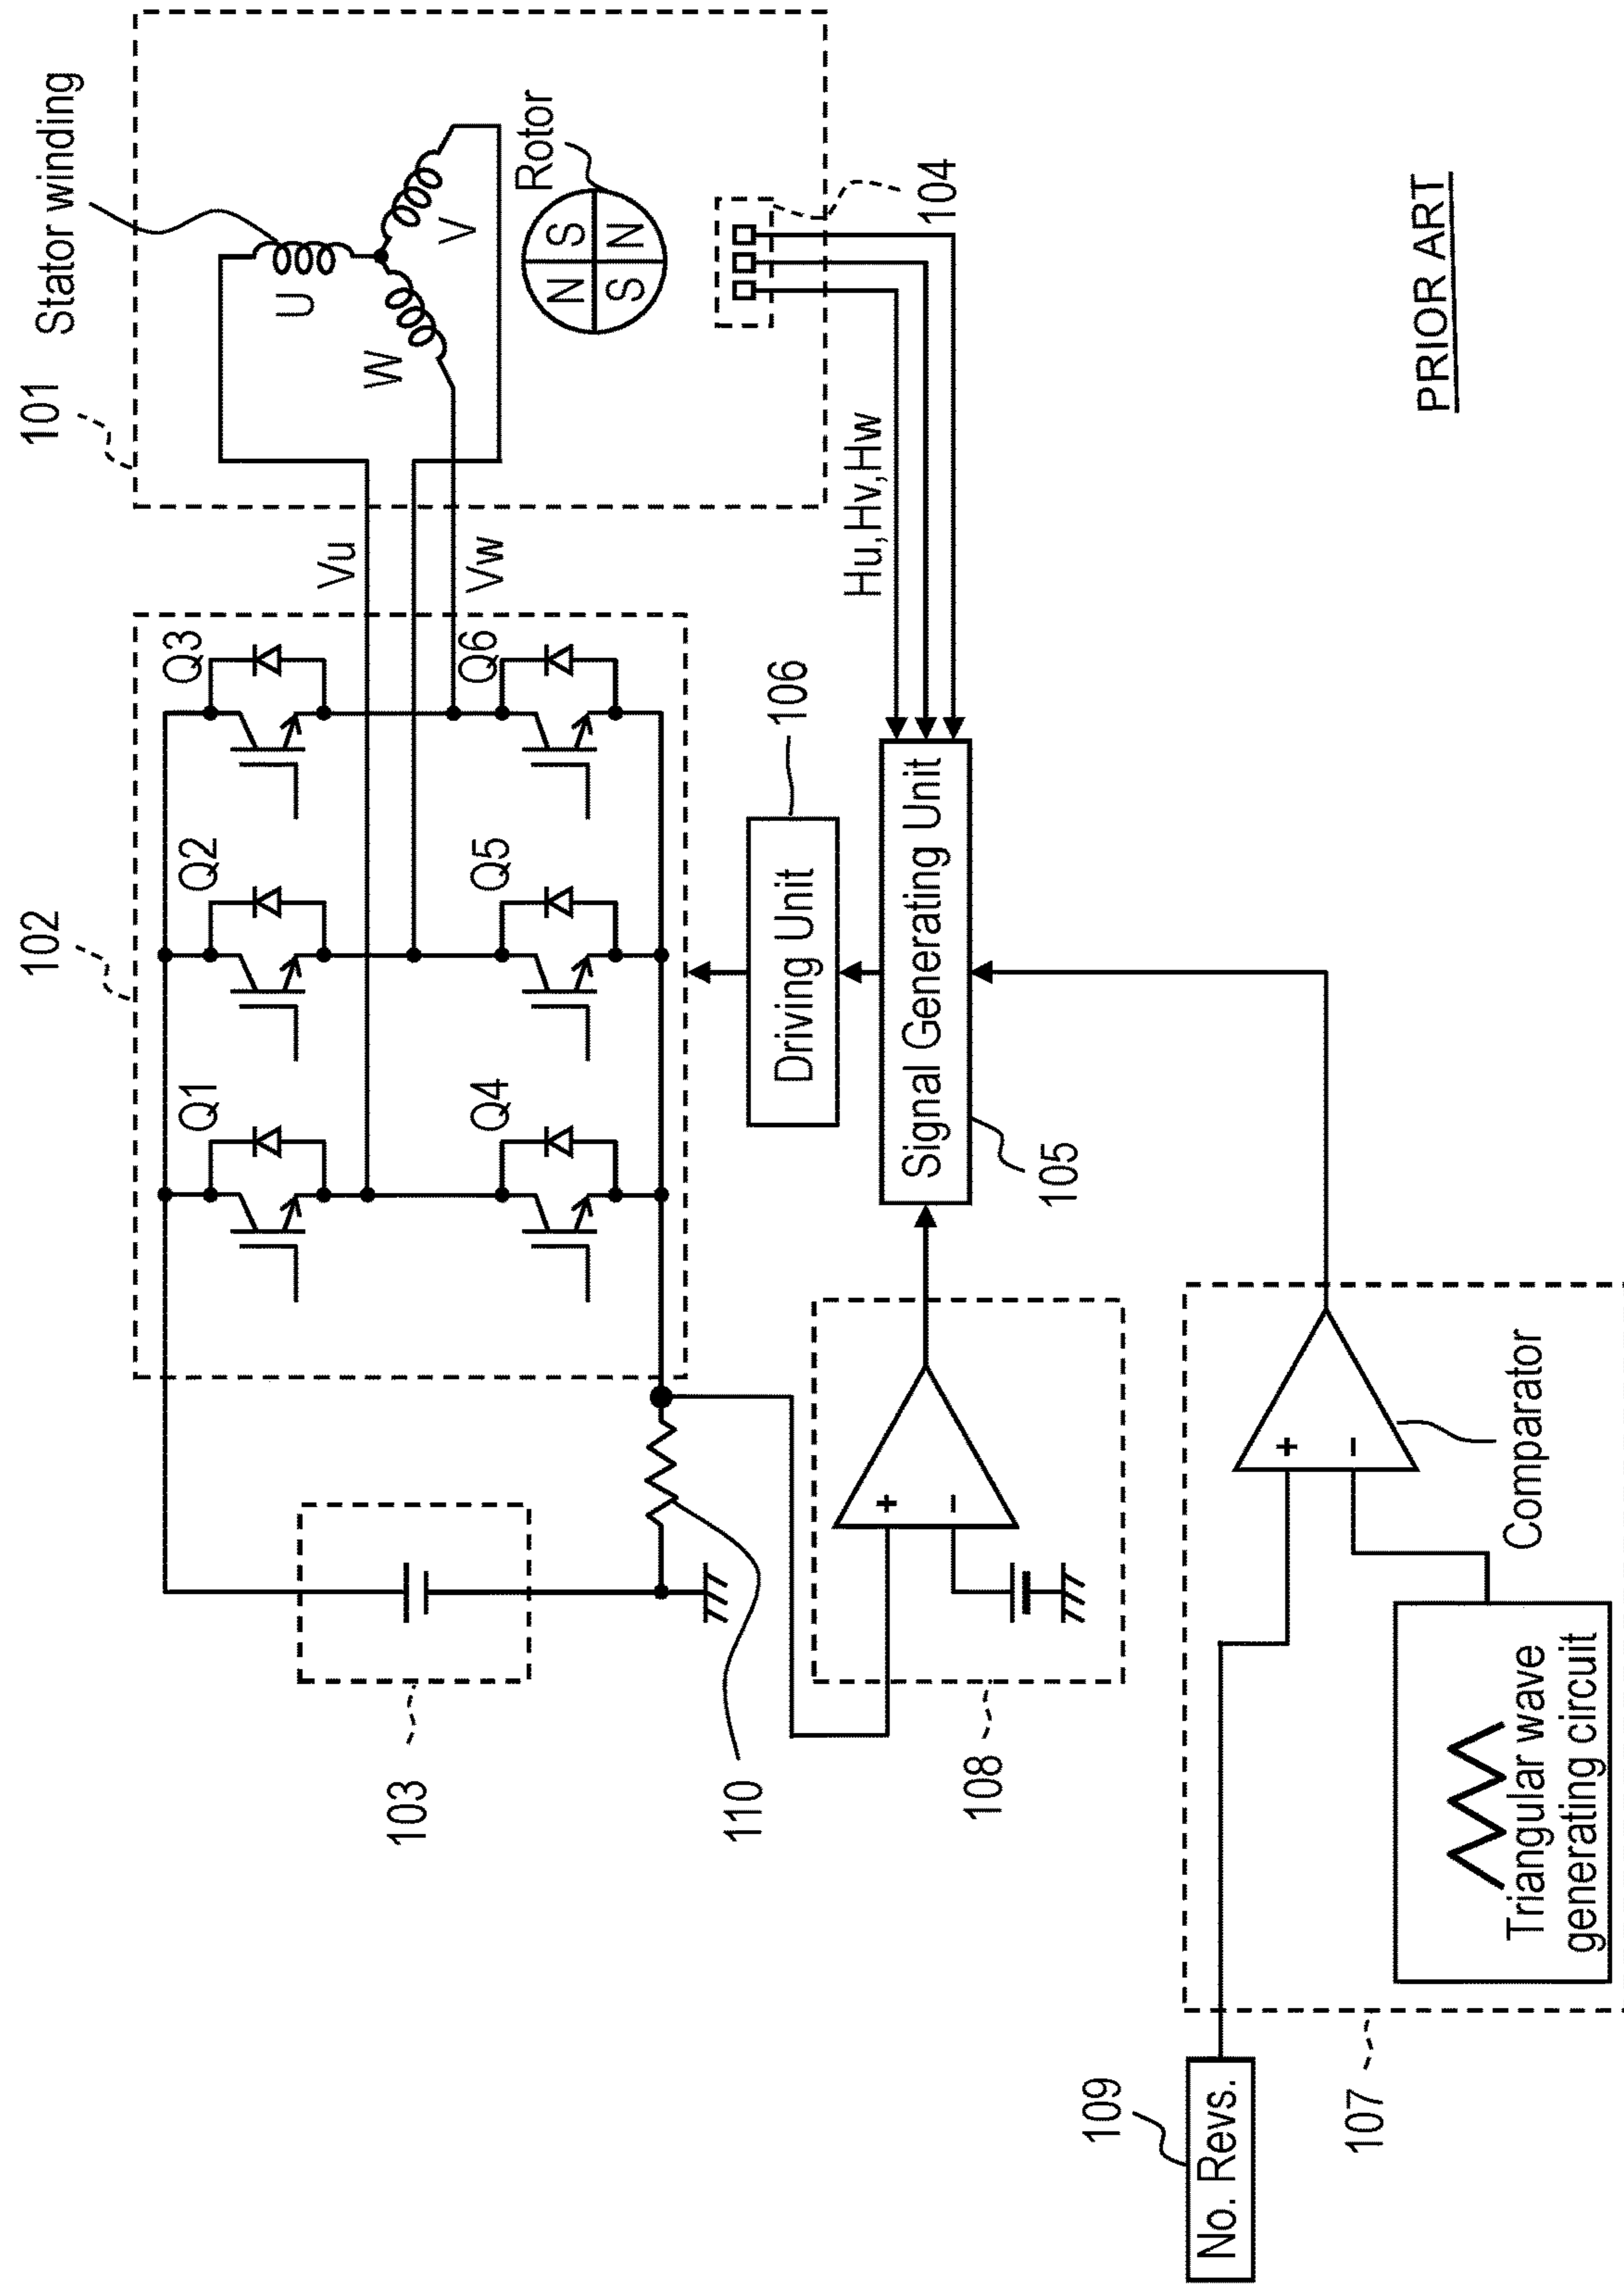 101
Stator winding
U
V
W
Rotor
N
S
S
N
104
102
Q1
Q2
Q3
Q4
Q5
Q6
Vu
Vw
Hu,Hv,Hw
103
110
106
Driving Unit
Signal Generating Unit
105
+
−
108
109
No. Revs.
+
−
Comparator
Triangular wave
generating circuit
107
PRIOR ART